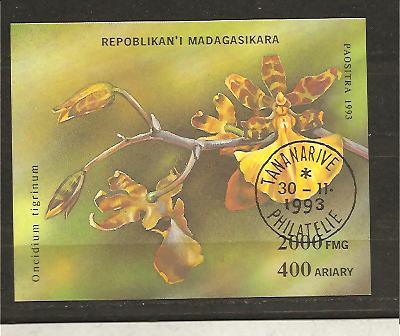 REPOBLIKAN'I MADAGASIKARA
PAOSITRA 1993
Oncidium tigrinum
TANANARIVE
*
30 - 11.
1993
PHILATELIE
2000 FMG
400 ARIARY